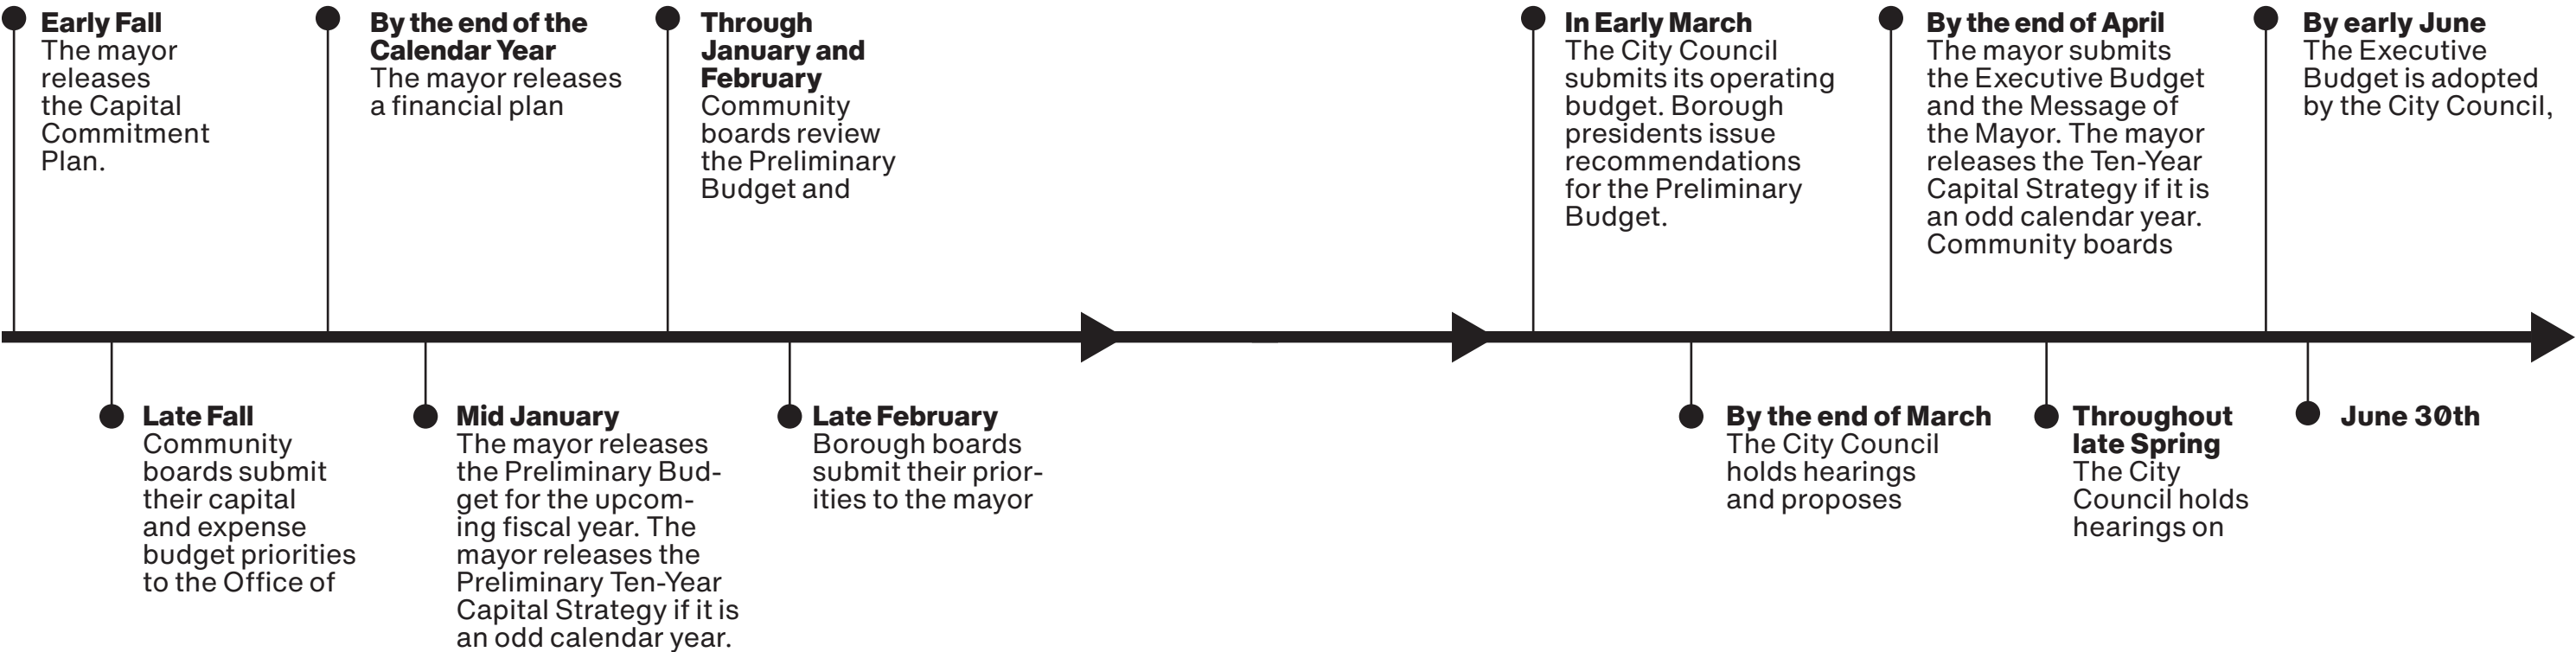 Early Fall
The mayor
releases
the Capital
Commitment
Plan.
By the end of the
Calendar Year
The mayor releases
a financial plan
Through
January and
February
Community
boards review
the Preliminary
Budget and
In Early March
The City Council
submits its operating
budget. Borough
presidents issue
recommendations
for the Preliminary
Budget.
By the end of April
The mayor submits
the Executive Budget
and the Message of
the Mayor. The mayor
releases the Ten-Year
Capital Strategy if it is
an odd calendar year.
Community boards
By early June
The Executive
Budget is adopted
by the City Council,
Late Fall
Community
boards submit
their capital
and expense
budget priorities
to the Office of
Mid January
The mayor releases
the Preliminary Bud-
get for the upcom-
ing fiscal year. The
mayor releases the
Preliminary Ten-Year
Capital Strategy if it is
an odd calendar year.
Late February
Borough boards
submit their prior-
ities to the mayor
By the end of March
The City Council
holds hearings
and proposes
Throughout
late Spring
The City
Council holds
hearings on
June 30th